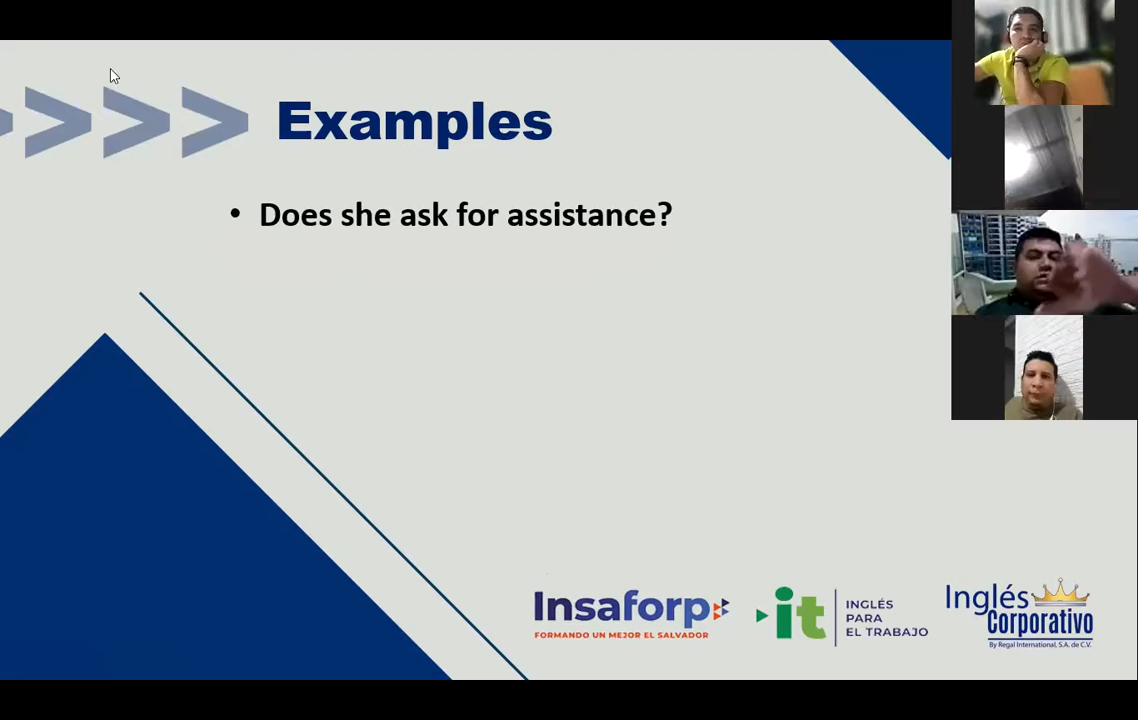 Examples
• Does she ask for assistance?
Insaforp
FORMANDO UN MEJOR EL SALVADOR
it
INGLÉS
PARA
EL TRABAJO
Inglés
Corporativo
By Regal International, S.A. de C.V.